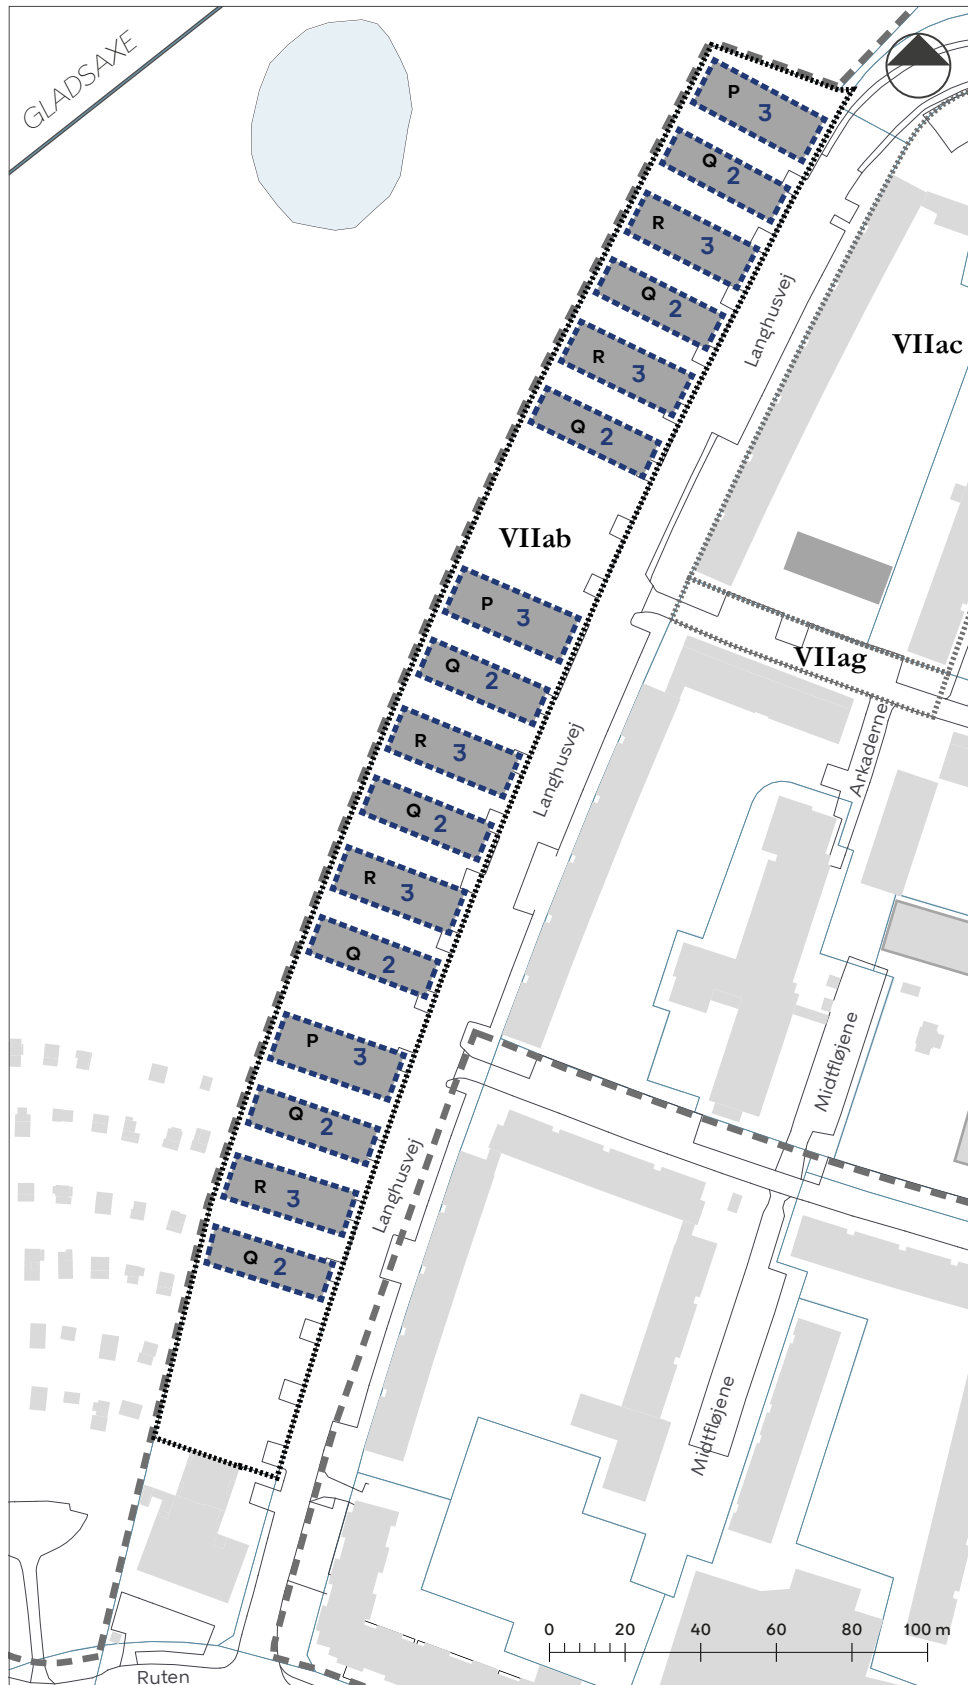 GLADSAXE
P 3
Q 2
R 3
Q 2
Langhusvej
VIIac
R 3
Q 2
VIIab
P 3
VIIag
Q 2
Arkaderne
R 3
Langhusvej
Q 2
R 3
Q 2
P 3
Midtfløjene
Q 2
Langhusvej
R 3
Q 2
Midtfløjene
0 20 40 60 80 100 m
Ruten